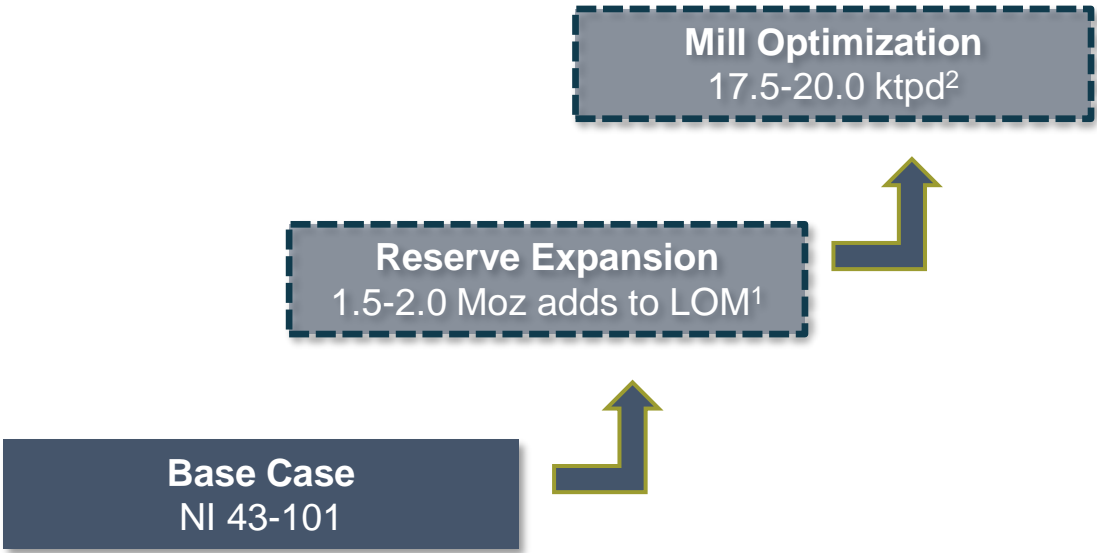 Mill Optimization
17.5-20.0 ktpd²
Reserve Expansion
1.5-2.0 Moz adds to LOM¹
Base Case
NI 43-101